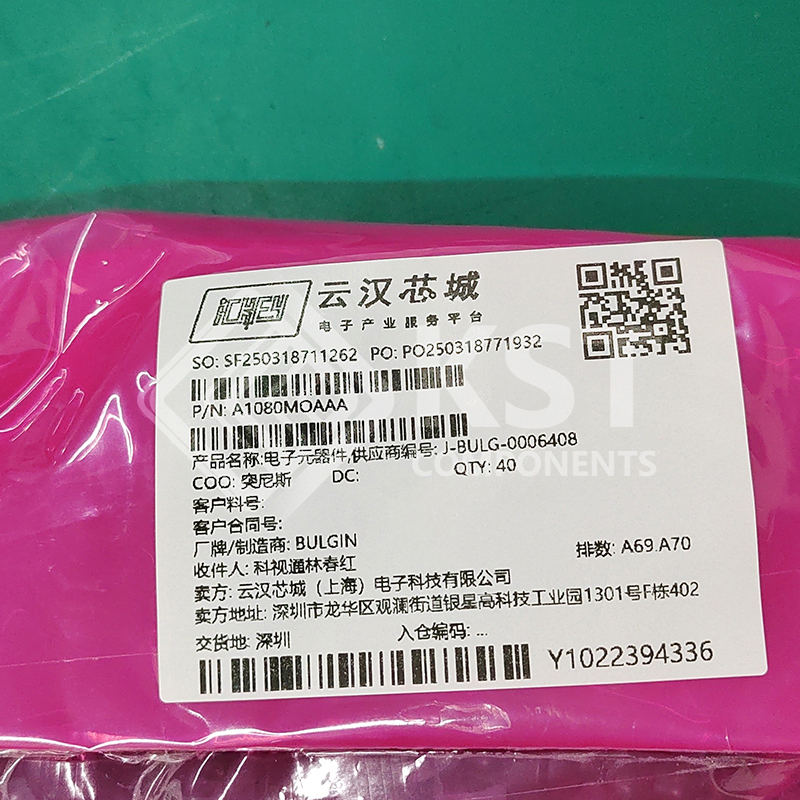 ICKEY
云汉芯城
电子产业服务平台
SO: SF250318711262 PO: PO250318771932
P/N: A1080MOAAA
产品名称:电子元器件,供应商编号: J-BULG-0006408
COO: 突尼斯 DC: QTY: 40
客户料号:
客户合同号:
厂牌/制造商: BULGIN
收件人: 科视通林春红 排数: A69.A70
卖方: 云汉芯城（上海）电子科技有限公司
卖方地址: 深圳市龙华区观澜街道银星高科技工业园1301号F栋402
交货地: 深圳 入仓编码: ...
Y1022394336
SKST
COMPONENTS